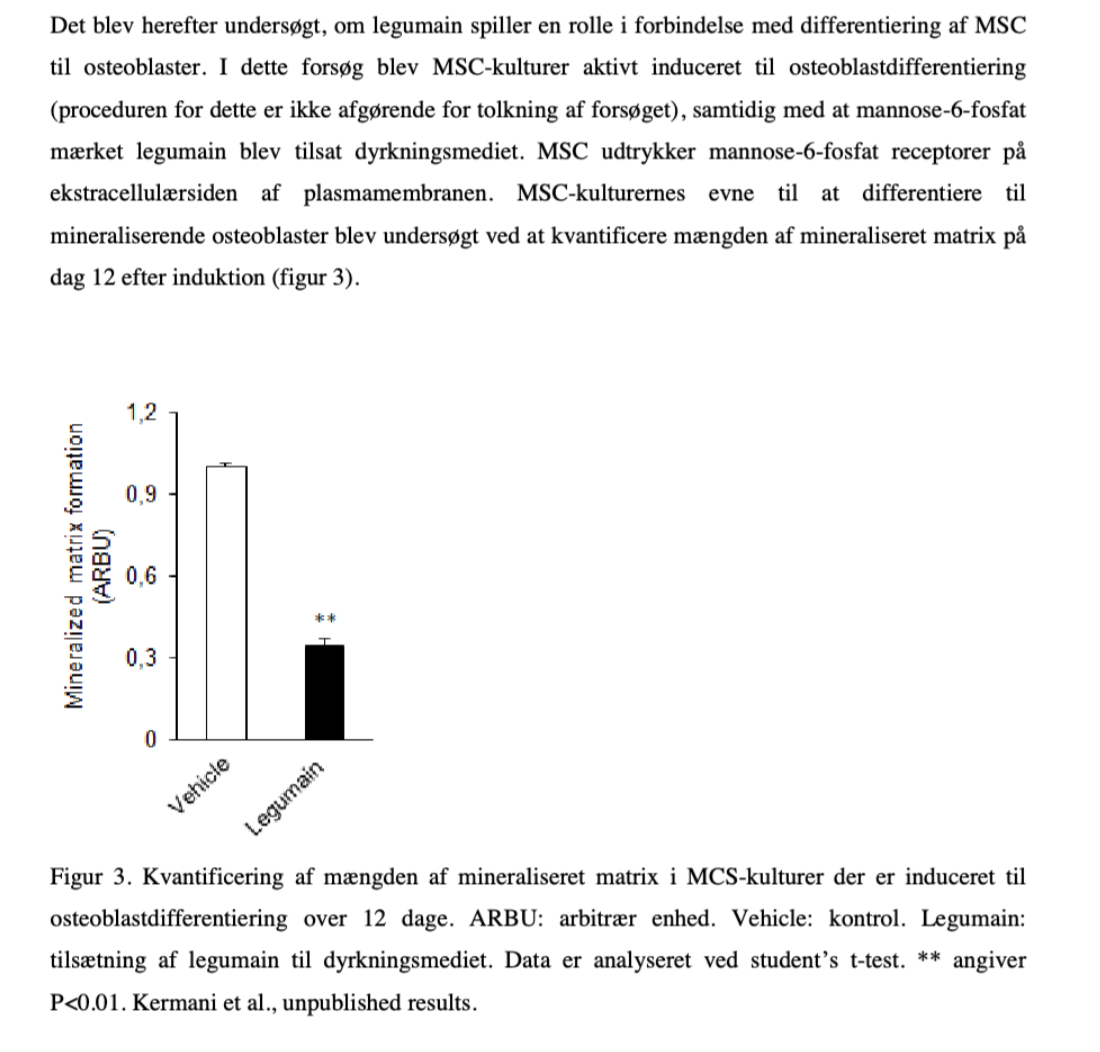 Det blev herefter undersøgt, om legumain spiller en rolle i forbindelse med differentiering af MSC
til osteoblaster. I dette forsøg blev MSC-kulturer aktivt induceret til osteoblastdifferentiering
(proceduren for dette er ikke afgørende for tolkning af forsøget), samtidig med at mannose-6-fosfat
mærket legumain blev tilsat dyrkningsmediet. MSC udtrykker mannose-6-fosfat receptorer på
ekstracellulærsiden af plasmamembranen. MSC-kulturernes evne til at differentiere til
mineraliserende osteoblaster blev undersøgt ved at kvantificere mængden af mineraliseret matrix på
dag 12 efter induktion (figur 3).
Mineralized matrix formation
(ARBU)
1,2
0,9
0,6
0,3
0
**
Vehicle
Legumain
Figur 3. Kvantificering af mængden af mineraliseret matrix i MCS-kulturer der er induceret til
osteoblastdifferentiering over 12 dage. ARBU: arbitrær enhed. Vehicle: kontrol. Legumain:
tilsætning af legumain til dyrkningsmediet. Data er analyseret ved student’s t-test. ** angiver
P<0.01. Kermani et al., unpublished results.